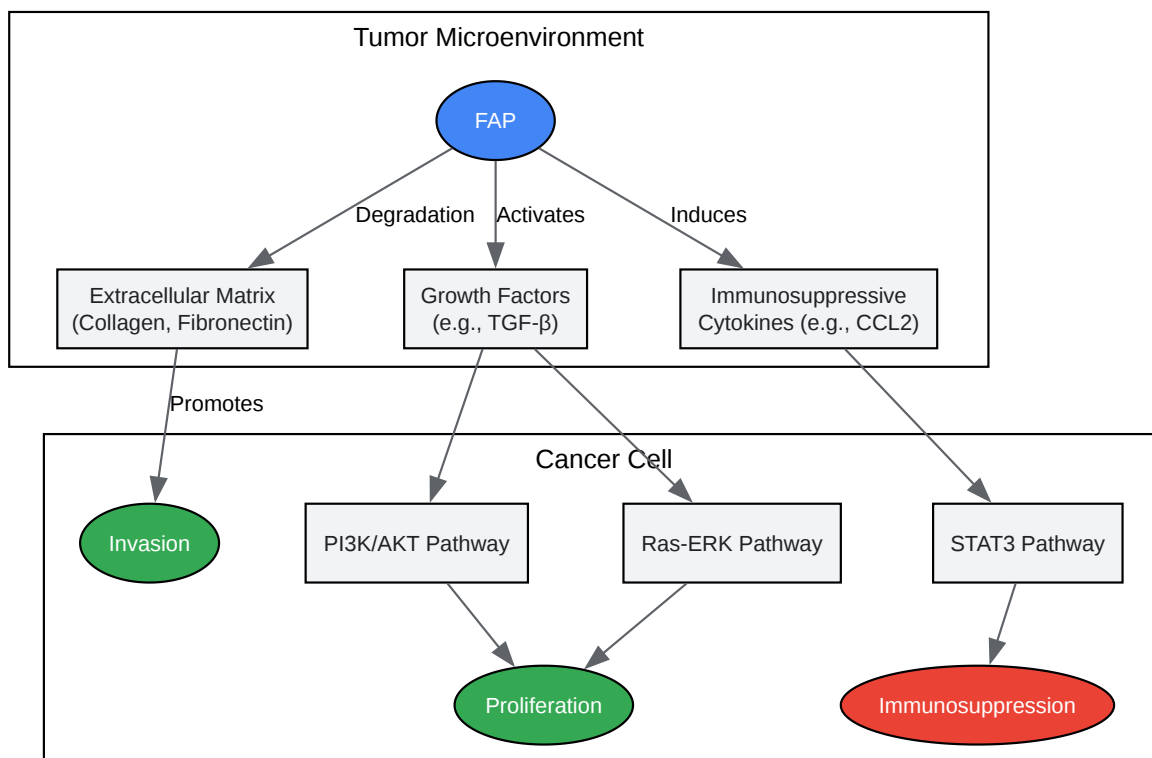 Tumor Microenvironment
FAP
Degradation
Activates
Induces
Extracellular Matrix
(Collagen, Fibronectin)
Growth Factors
(e.g., TGF-β)
Immunosuppressive
Cytokines (e.g., CCL2)
Promotes
Cancer Cell
Invasion
PI3K/AKT Pathway
Ras-ERK Pathway
STAT3 Pathway
Proliferation
Immunosuppression